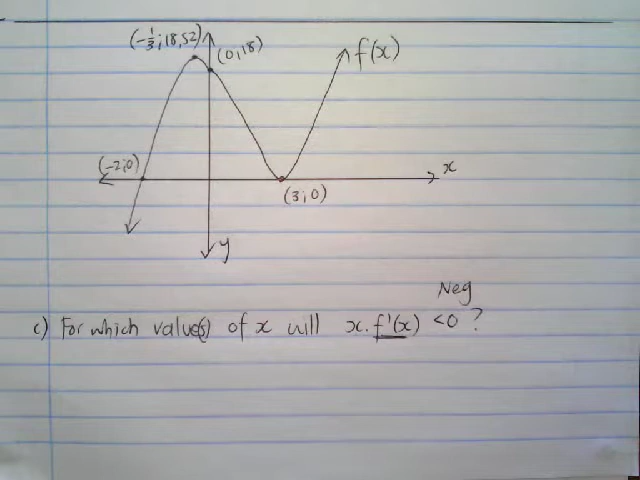 (-1/3;18,52)
(0,18)
f(x)
(-2;0)
x
(3;0)
y
Neg
c) For which value(s) of x will x.f'(x) <0 ?